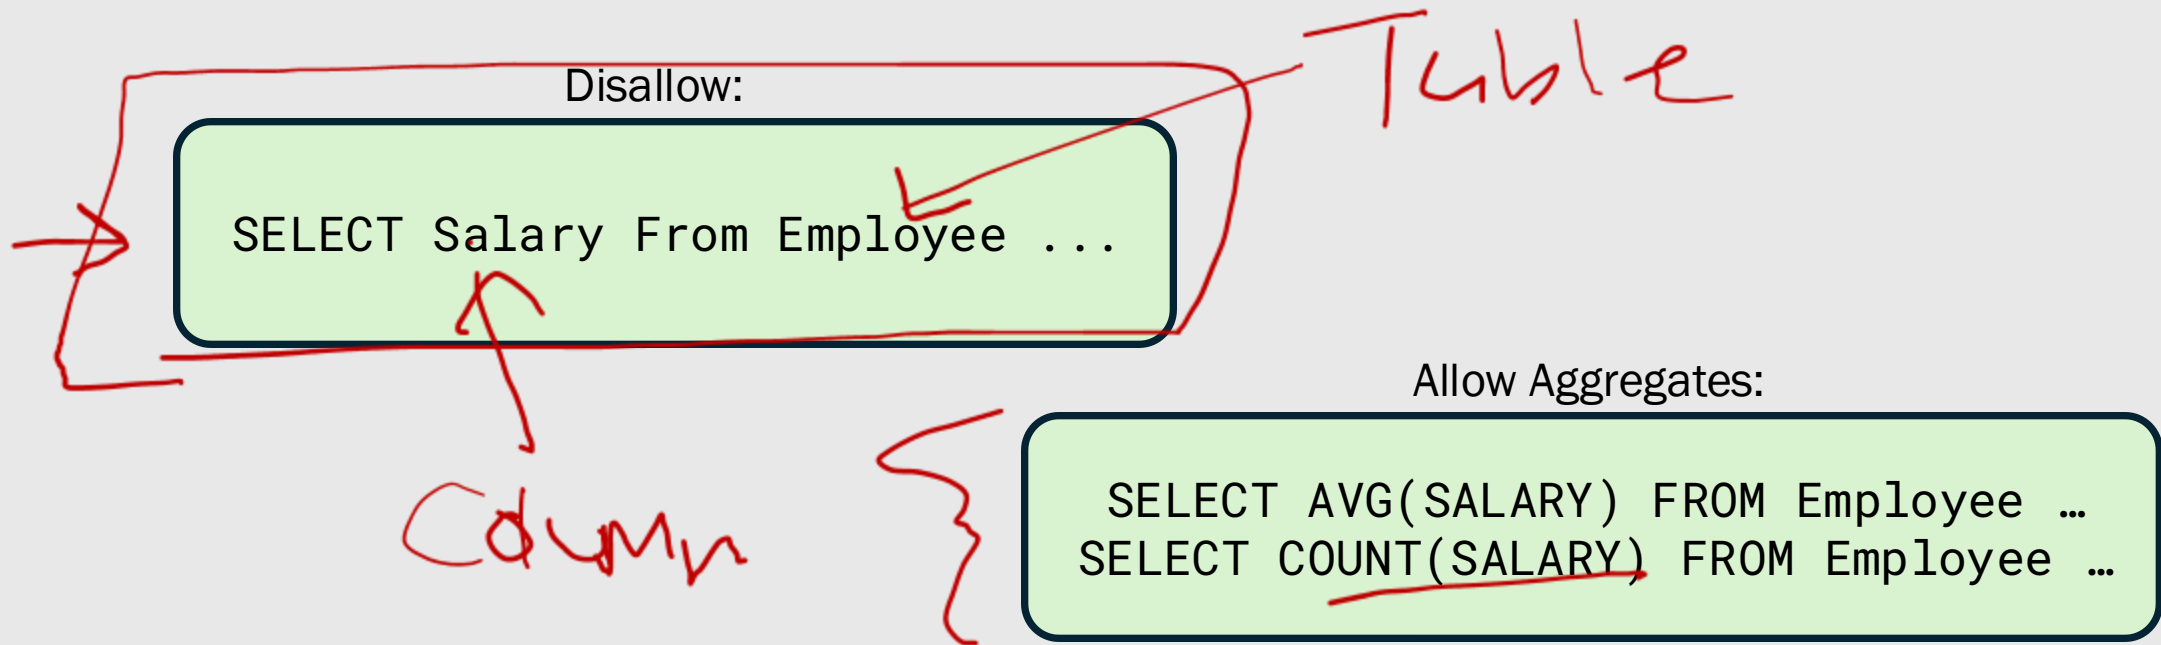 Table
Disallow:
SELECT Salary From Employee ...
Column
Allow Aggregates:
SELECT AVG(SALARY) FROM Employee …
SELECT COUNT(SALARY) FROM Employee …